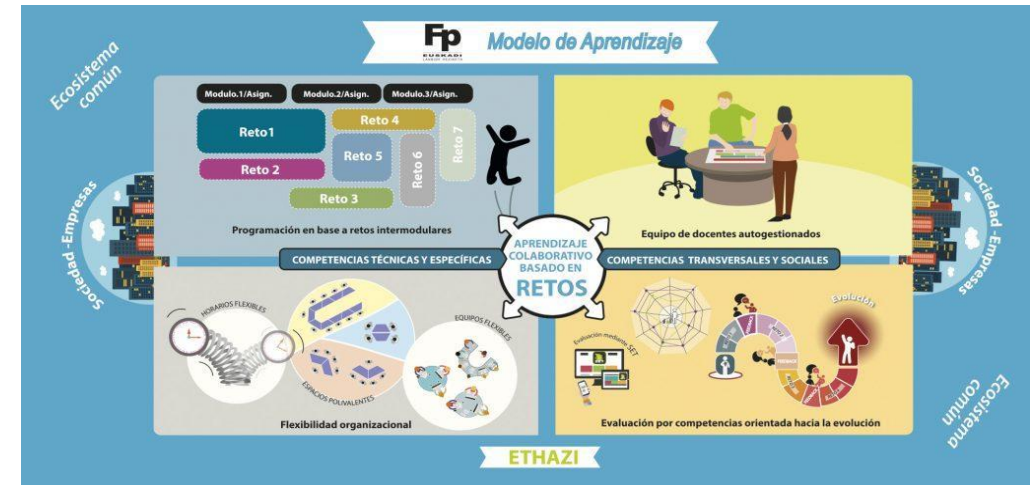 Fp
EUSKADI
LANBIDE HEZIKETA
Modelo de Aprendizaje
Ecosistema
común
Modulo.1/Asign.
Modulo.2/Asign.
Modulo.3/Asign.
Reto1
Reto 2
Reto 3
Reto 4
Reto 5
Reto 6
Reto 7
Programación en base a retos intermodulares
Equipo de docentes autogestionados
Sociedad -Empresas
Sociedad -Empresas
COMPETENCIAS TÉCNICAS Y ESPECÍFICAS
APRENDIZAJE
COLABORATIVO
BASADO EN
RETOS
COMPETENCIAS TRANSVERSALES Y SOCIALES
HORARIOS FLEXIBLES
ESPACIOS POLIVALENTES
EQUIPOS FLEXIBLES
Flexibilidad organizacional
Evaluación mediante SET
FEEDBACK
Evolución
Evaluación por competencias orientada hacia la evolución
Ecosistema
común
ETHAZI